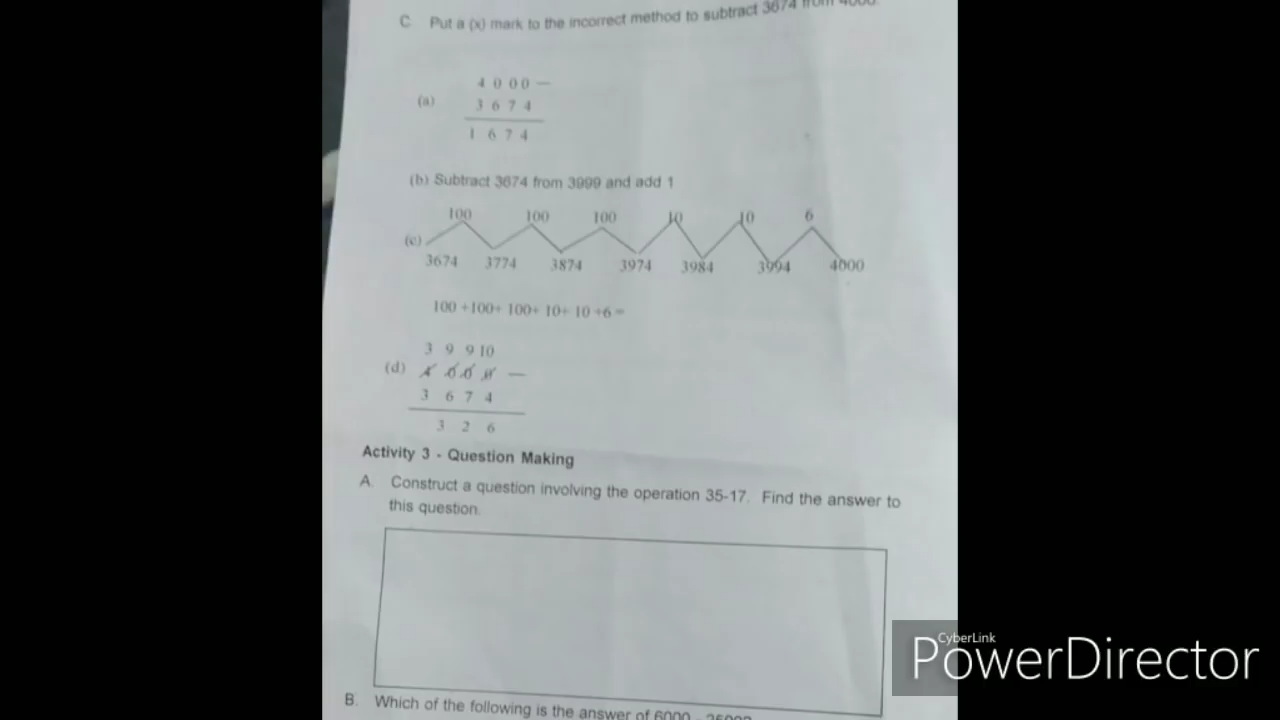 C. Put a (x) mark to the incorrect method to subtract 3674 from 4000.
4 0 0 0 —
(a)
3 6 7 4
1 6 7 4
(b) Subtract 3674 from 3999 and add 1
100 100 100 10 10 6
(c)
3674 3774 3874 3974 3984 3994 4000
100 +100+ 100+ 10+ 10 +6 =
3 9 9 10
(d) 4 0 0 0 —
3 6 7 4
3 2 6
Activity 3 - Question Making
A. Construct a question involving the operation 35-17. Find the answer to
this question.
B. Which of the following is the answer of 6000
CyberLink
PowerDirector